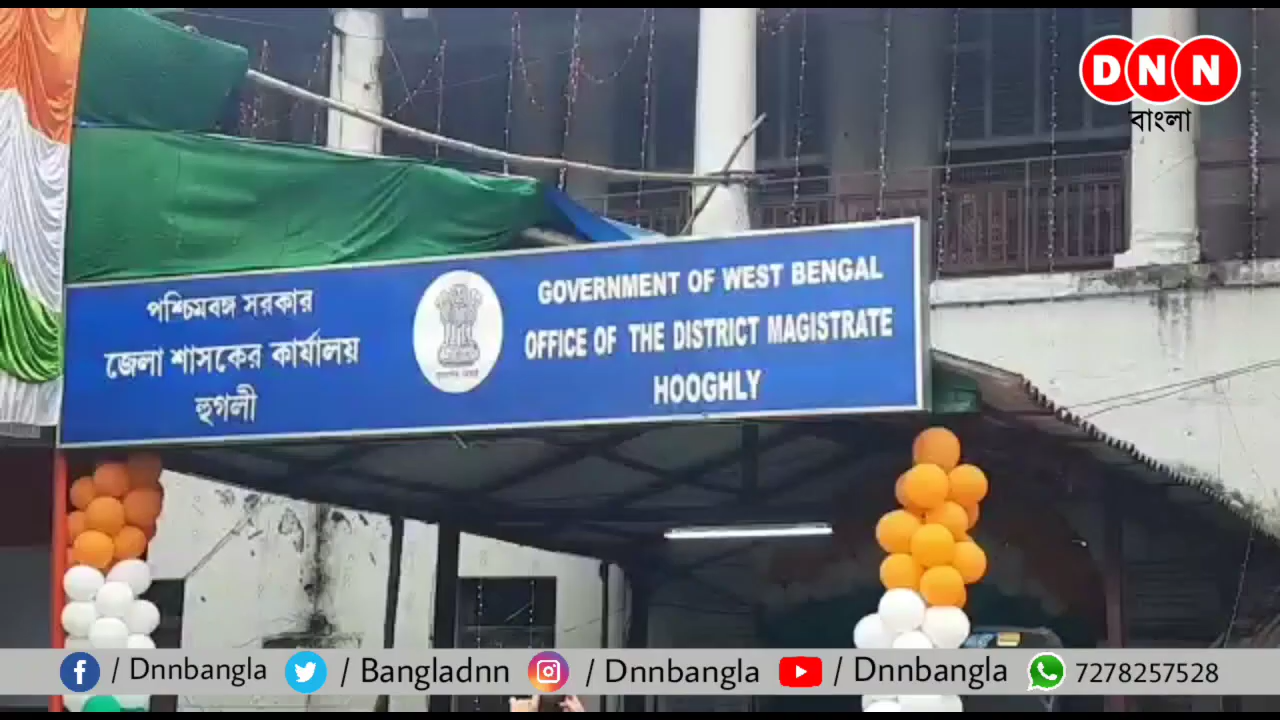 DNN
বাংলা
পশ্চিমবঙ্গ সরকার
জেলা শাসকের কার্যালয়
হুগলী
GOVERNMENT OF WEST BENGAL
OFFICE OF THE DISTRICT MAGISTRATE
HOOGHLY
/ Dnnbangla / Bangladnn / Dnnbangla / Dnnbangla 7278257528